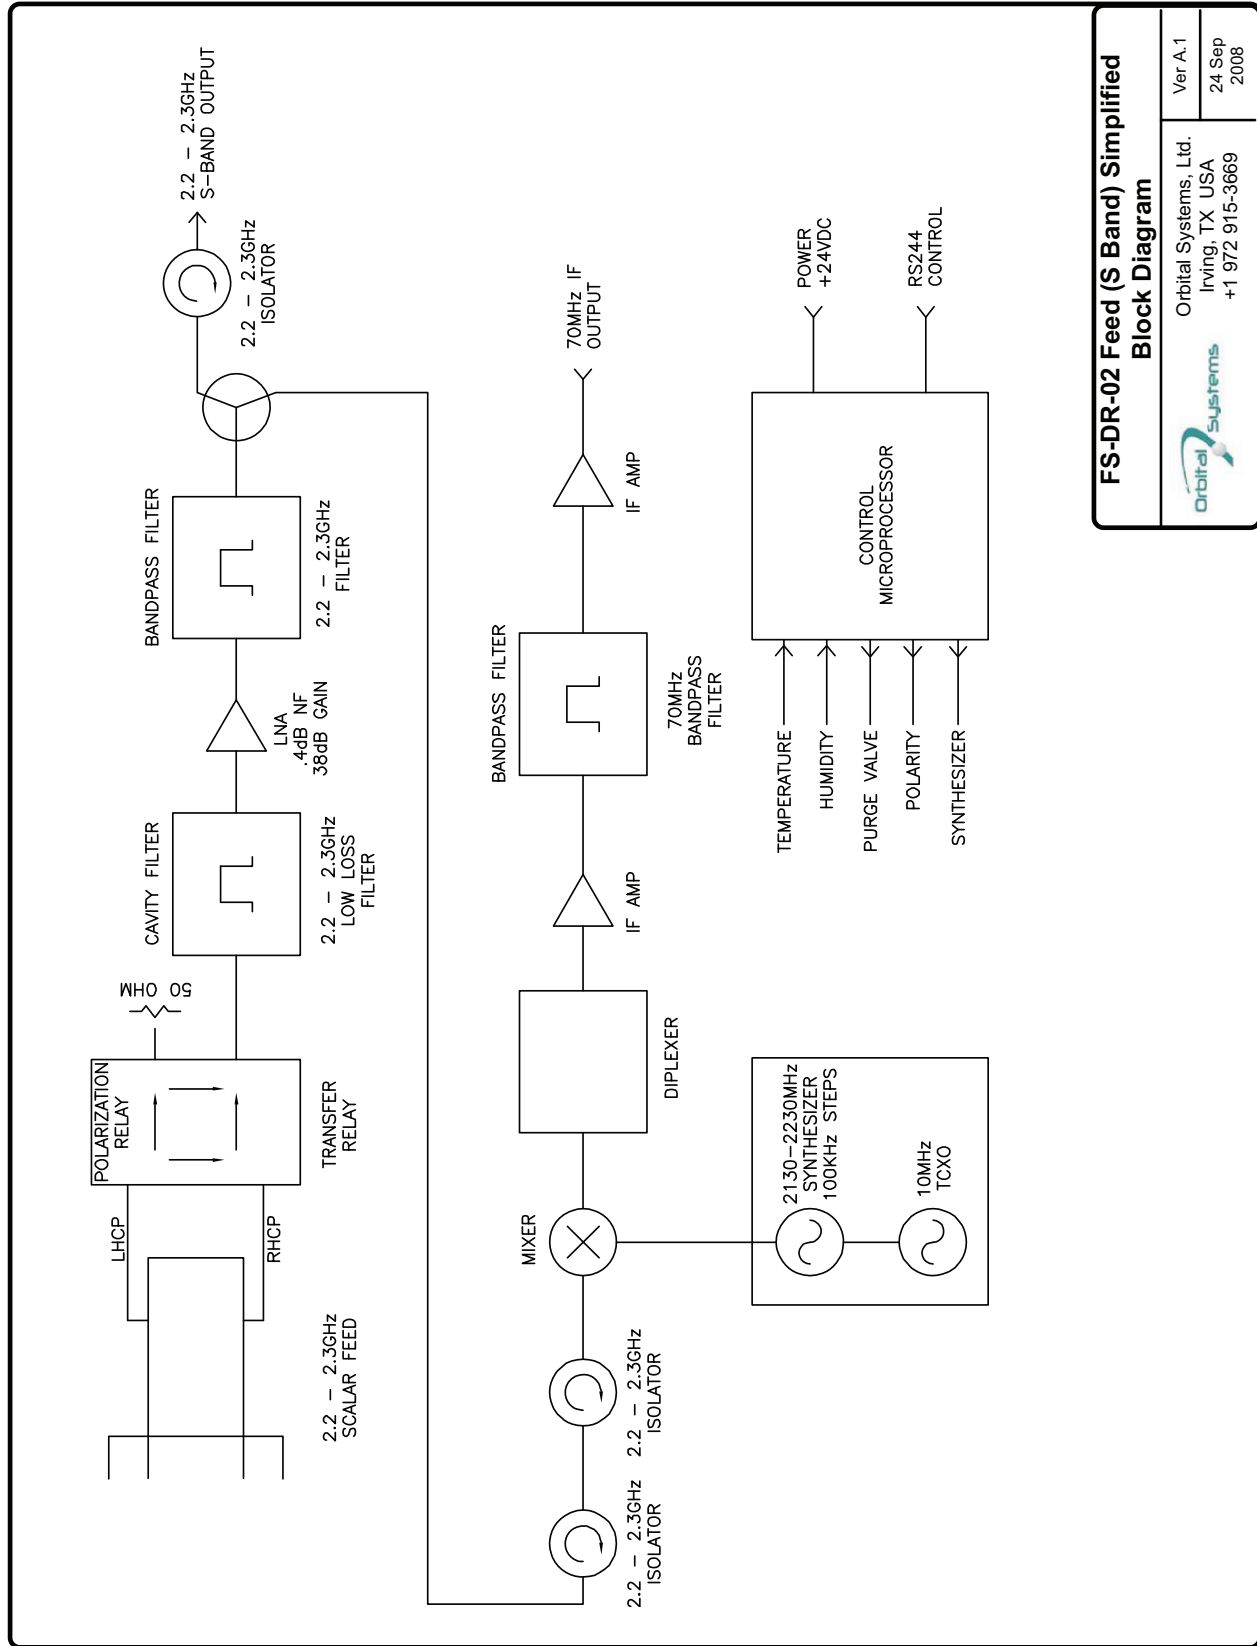 2.2 – 2.3GHz
SCALAR FEED
LHCP
RHCP
POLARIZATION
RELAY
TRANSFER
RELAY
50 OHM
CAVITY FILTER
2.2 – 2.3GHz
LOW LOSS
FILTER
LNA
.4dB NF
38dB GAIN
BANDPASS FILTER
2.2 – 2.3GHz
FILTER
2.2 – 2.3GHz
ISOLATOR
2.2 – 2.3GHz
S–BAND OUTPUT
2.2 – 2.3GHz
ISOLATOR
2.2 – 2.3GHz
ISOLATOR
MIXER
DIPLEXER
IF AMP
BANDPASS FILTER
70MHz
BANDPASS
FILTER
IF AMP
70MHz IF
OUTPUT
2130–2230MHz
SYNTHESIZER
100KHz STEPS
10MHz
TCXO
TEMPERATURE
HUMIDITY
PURGE VALVE
POLARITY
SYNTHESIZER
CONTROL
MICROPROCESSOR
POWER
+24VDC
RS244
CONTROL
FS-DR-02 Feed (S Band) Simplified
Block Diagram
Orbital systems
Orbital Systems, Ltd.
Irving, TX USA
+1 972 915-3669
Ver A.1
24 Sep
2008